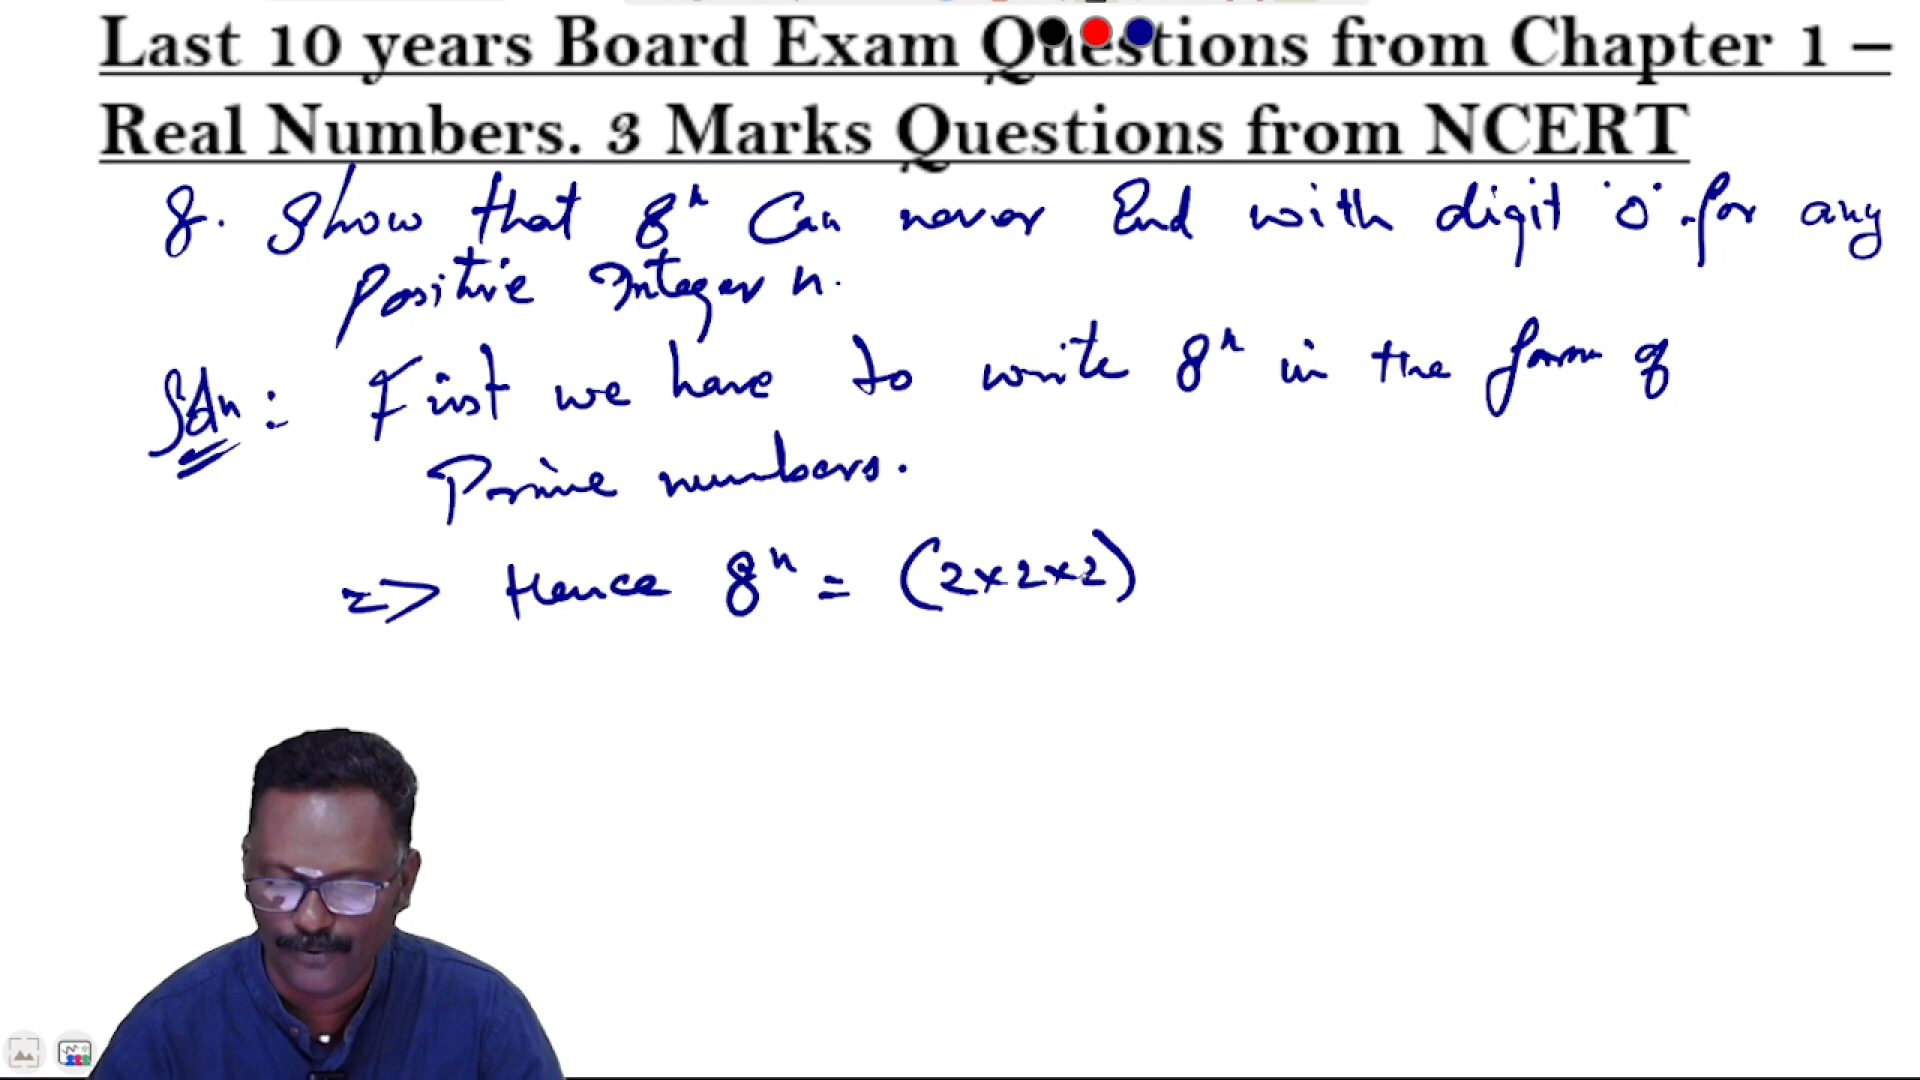 Last 10 years Board Exam Questions from Chapter 1 –
Real Numbers. 3 Marks Questions from NCERT
8. Show that 8ⁿ Can never End with digit '0' for any
Positive Integer n.
Soln: First we have to write 8ⁿ in the form of
Prime numbers.
=> Hence 8ⁿ = (2×2×2)